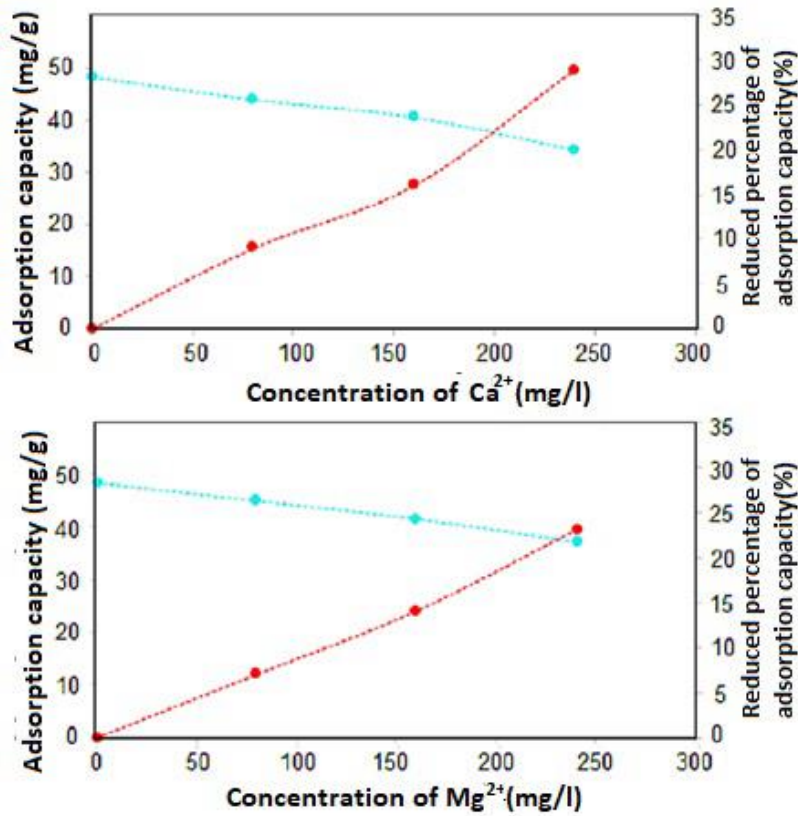 Adsorption capacity (mg/g)
50
40
30
20
10
0
0 50 100 150 200 250 300
35
30
25
20
15
10
5
0
Reduced percentage of
adsorption capacity(%)
Concentration of Ca²⁺(mg/l)
Adsorption capacity (mg/g)
50
40
30
20
10
0
0 50 100 150 200 250 300
35
30
25
20
15
10
5
0
Reduced percentage of
adsorption capacity(%)
Concentration of Mg²⁺(mg/l)